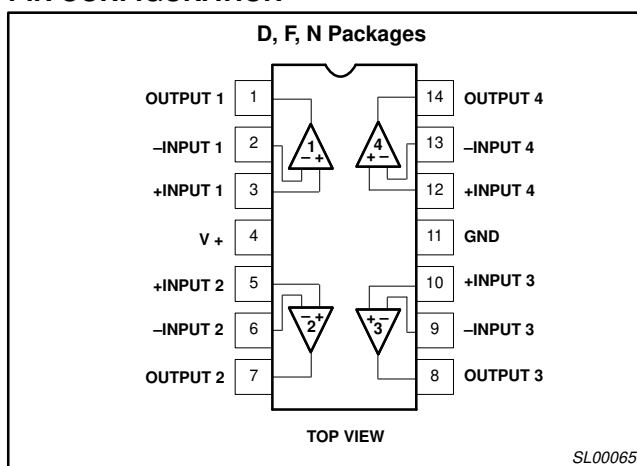 D, F, N Packages
OUTPUT 1 1 14 OUTPUT 4
–INPUT 1 2 13 –INPUT 4
1 − + 4 + −
+INPUT 1 3 12 +INPUT 4
V + 4 11 GND
+INPUT 2 5 10 +INPUT 3
− + 2 + − 3
–INPUT 2 6 9 –INPUT 3
OUTPUT 2 7 8 OUTPUT 3
TOP VIEW
SL00065